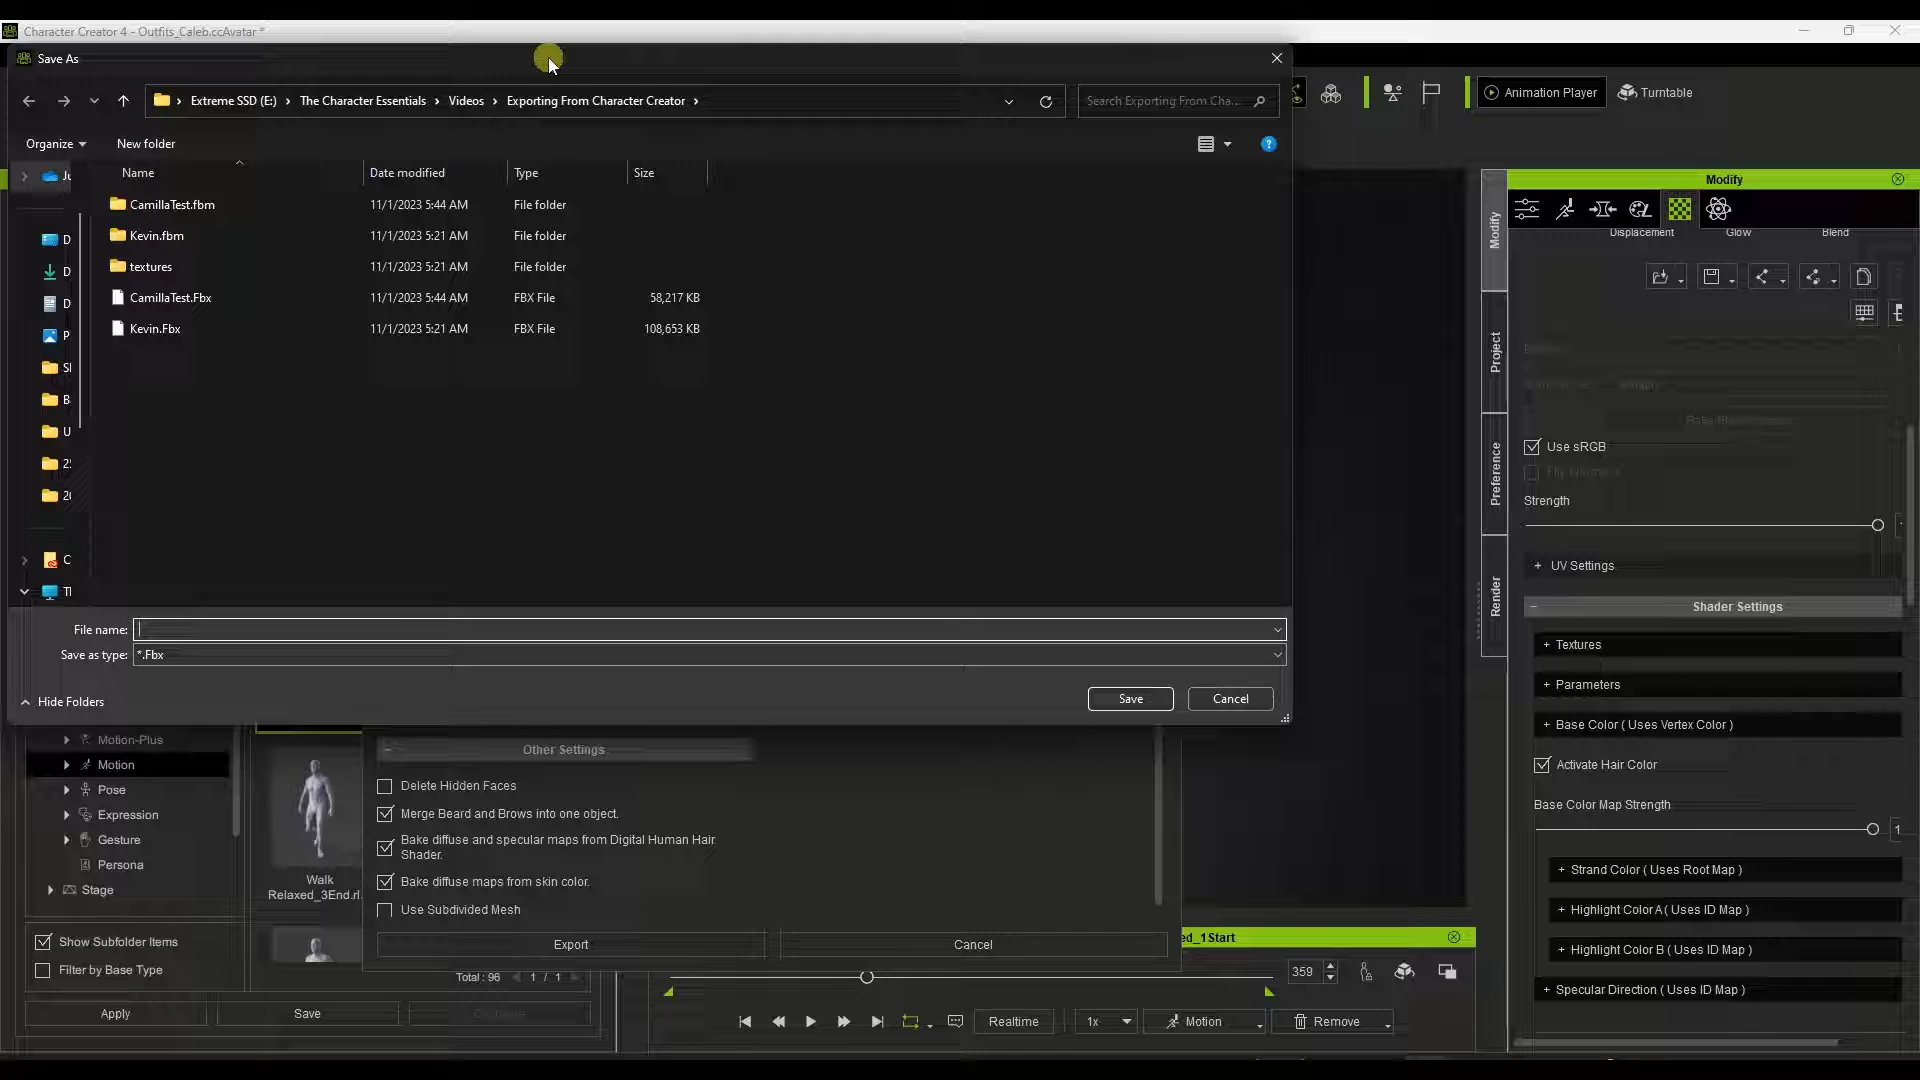 Character Creator 4 - Outfits_Caleb.ccAvatar *
Save As
Extreme SSD (E:) > The Character Essentials > Videos > Exporting From Character Creator >
Search Exporting From Cha...
Animation Player
Turntable
Organize
New folder
Name
Date modified
Type
Size
CamillaTest.fbm
11/1/2023 5:44 AM
File folder
Kevin.fbm
11/1/2023 5:21 AM
File folder
textures
11/1/2023 5:21 AM
File folder
CamillaTest.Fbx
11/1/2023 5:44 AM
FBX File
58,217 KB
Kevin.Fbx
11/1/2023 5:21 AM
FBX File
108,653 KB
File name:
Save as type:
*.Fbx
Hide Folders
Save
Cancel
Modify
Modify
Project
Preference
Render
Displacement
Glow
Blend
Use sRGB
Strength
+ UV Settings
Shader Settings
+ Textures
+ Parameters
+ Base Color ( Uses Vertex Color )
Activate Hair Color
Base Color Map Strength
1
+ Strand Color ( Uses Root Map )
+ Highlight Color A ( Uses ID Map )
+ Highlight Color B ( Uses ID Map )
+ Specular Direction ( Uses ID Map )
Motion-Plus
Motion
Pose
Expression
Gesture
Persona
Stage
Show Subfolder Items
Filter by Base Type
Apply
Save
Walk
Relaxed_3End.rl
Total : 96
1 / 1
Other Settings
Delete Hidden Faces
Merge Beard and Brows into one object.
Bake diffuse and specular maps from Digital Human Hair
Shader.
Bake diffuse maps from skin color.
Use Subdivided Mesh
Export
Cancel
ed_1Start
359
Realtime
1x
Motion
Remove